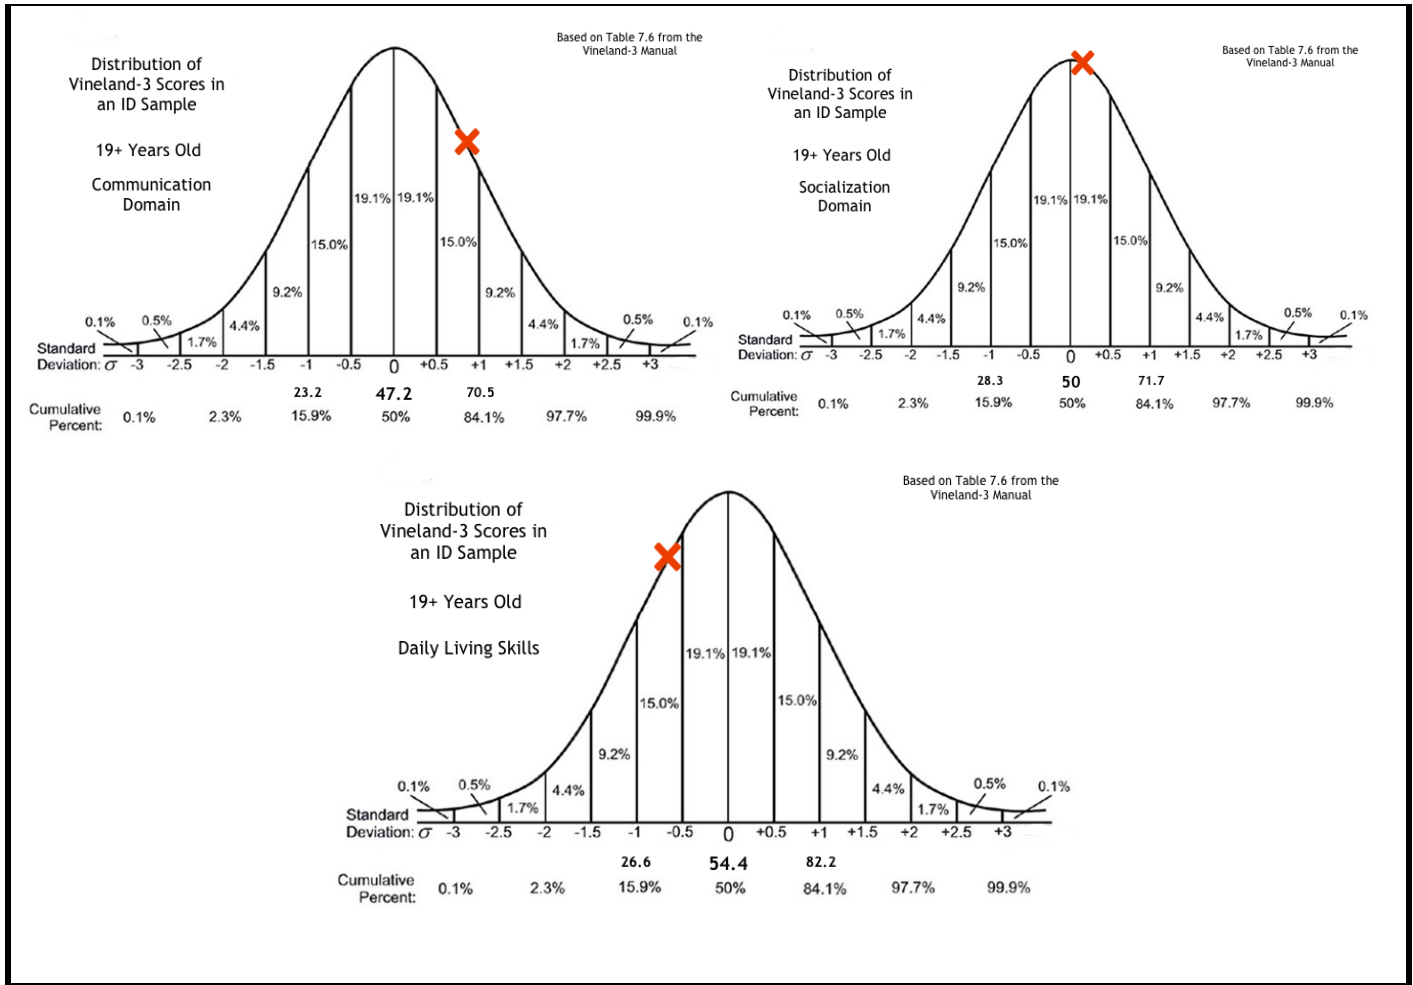 Distribution of
Vineland-3 Scores in
an ID Sample
19+ Years Old
Communication
Domain
Based on Table 7.6 from the
Vineland-3 Manual
19.1% 19.1%
15.0% 15.0%
9.2% 9.2%
0.1% 0.5% 4.4% 4.4% 0.5% 0.1%
1.7% 1.7%
Standard
Deviation: σ -3 -2.5 -2 -1.5 -1 -0.5 0 +0.5 +1 +1.5 +2 +2.5 +3
23.2 47.2 70.5
Cumulative
Percent: 0.1% 2.3% 15.9% 50% 84.1% 97.7% 99.9%
Distribution of
Vineland-3 Scores in
an ID Sample
19+ Years Old
Socialization
Domain
Based on Table 7.6 from the
Vineland-3 Manual
19.1% 19.1%
15.0% 15.0%
9.2% 9.2%
0.1% 0.5% 4.4% 4.4% 0.5% 0.1%
1.7% 1.7%
Standard
Deviation: σ -3 -2.5 -2 -1.5 -1 -0.5 0 +0.5 +1 +1.5 +2 +2.5 +3
28.3 50 71.7
Cumulative
Percent: 0.1% 2.3% 15.9% 50% 84.1% 97.7% 99.9%
Distribution of
Vineland-3 Scores in
an ID Sample
19+ Years Old
Daily Living Skills
Based on Table 7.6 from the
Vineland-3 Manual
19.1% 19.1%
15.0% 15.0%
9.2% 9.2%
0.1% 0.5% 4.4% 4.4% 0.5% 0.1%
1.7% 1.7%
Standard
Deviation: σ -3 -2.5 -2 -1.5 -1 -0.5 0 +0.5 +1 +1.5 +2 +2.5 +3
26.6 54.4 82.2
Cumulative
Percent: 0.1% 2.3% 15.9% 50% 84.1% 97.7% 99.9%